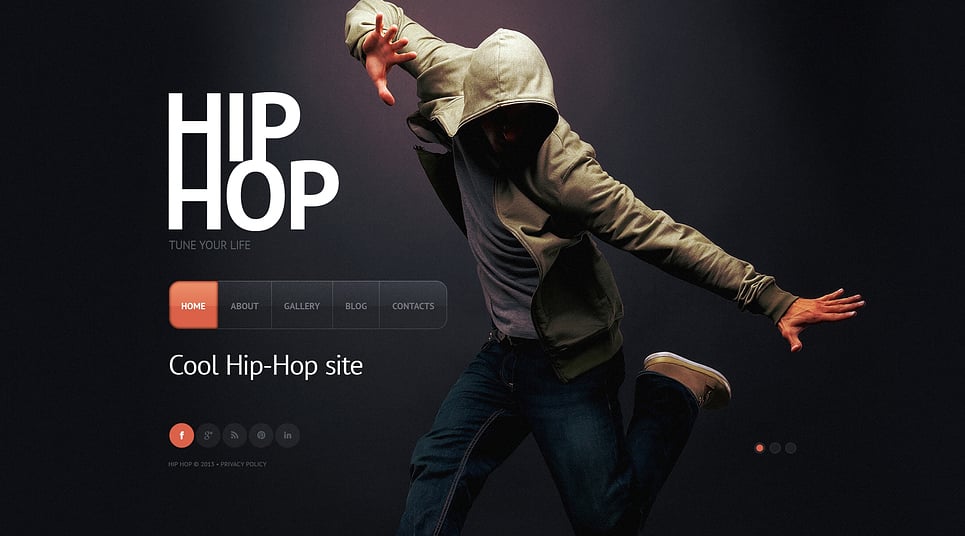 HIP
HOP
TUNE YOUR LIFE
HOME ABOUT GALLERY BLOG CONTACTS
Cool Hip-Hop site
f g+ p in
HIP HOP © 2013 • PRIVACY POLICY